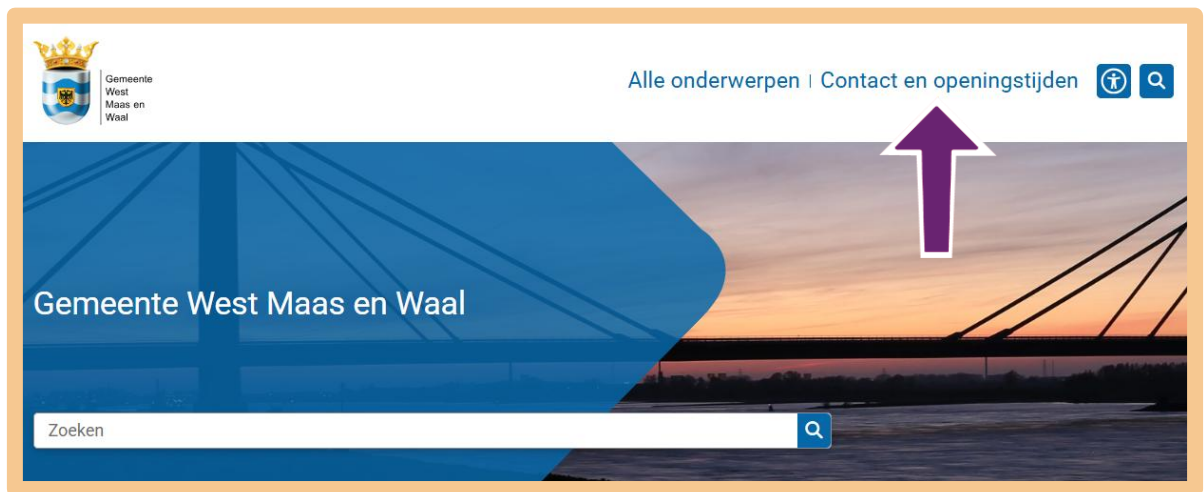 Gemeente
West
Maas en
Waal
Alle onderwerpen | Contact en openingstijden
Gemeente West Maas en Waal
Zoeken